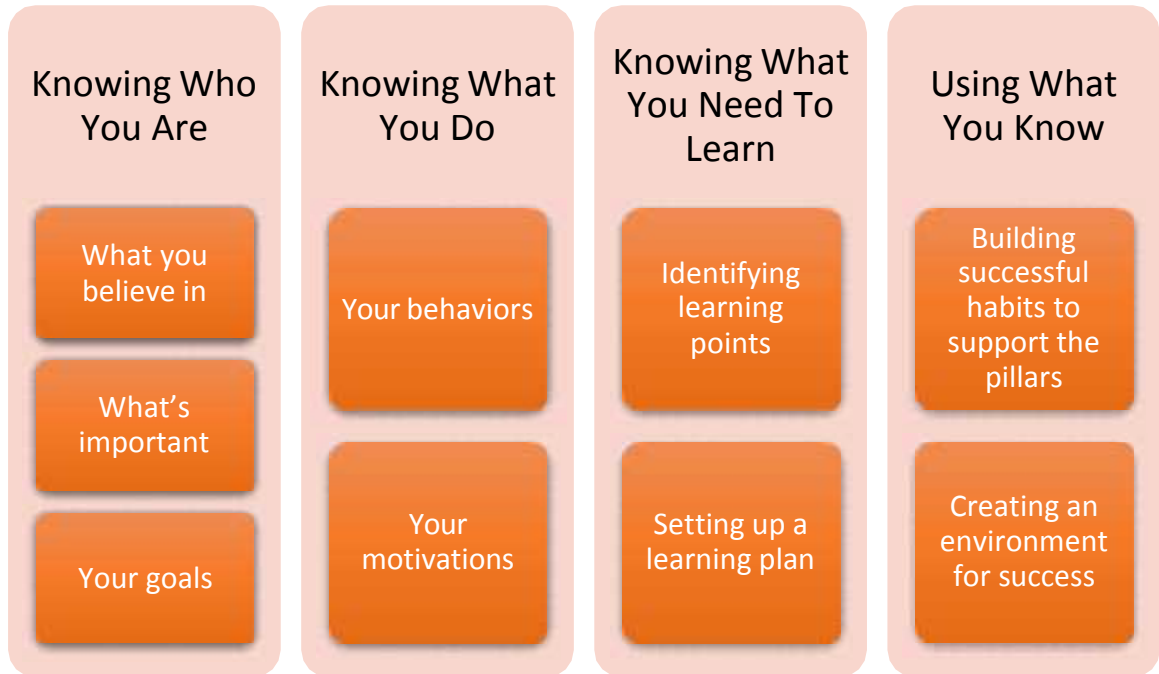 Knowing Who
You Are
What you
believe in
What’s
important
Your goals
Knowing What
You Do
Your behaviors
Your
motivations
Knowing What
You Need To
Learn
Identifying
learning
points
Setting up a
learning plan
Using What
You Know
Building
successful
habits to
support the
pillars
Creating an
environment
for success